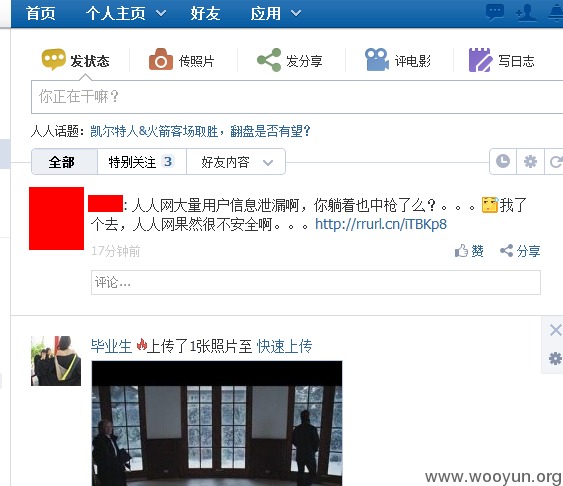 首页 个人主页 好友 应用
发状态 传照片 发分享 评电影 写日志
你正在干嘛？
人人话题：凯尔特人&火箭客场取胜，翻盘是否有望？
全部 特别关注 3 好友内容
：人人网大量用户信息泄漏啊，你躺着也中枪了么？。。。我了
个去，人人网果然很不安全啊。。。http://rrurl.cn/iTBKp8
17分钟前 赞 分享
评论...
毕业生 上传了1张照片至 快速上传
www.wooyun.org